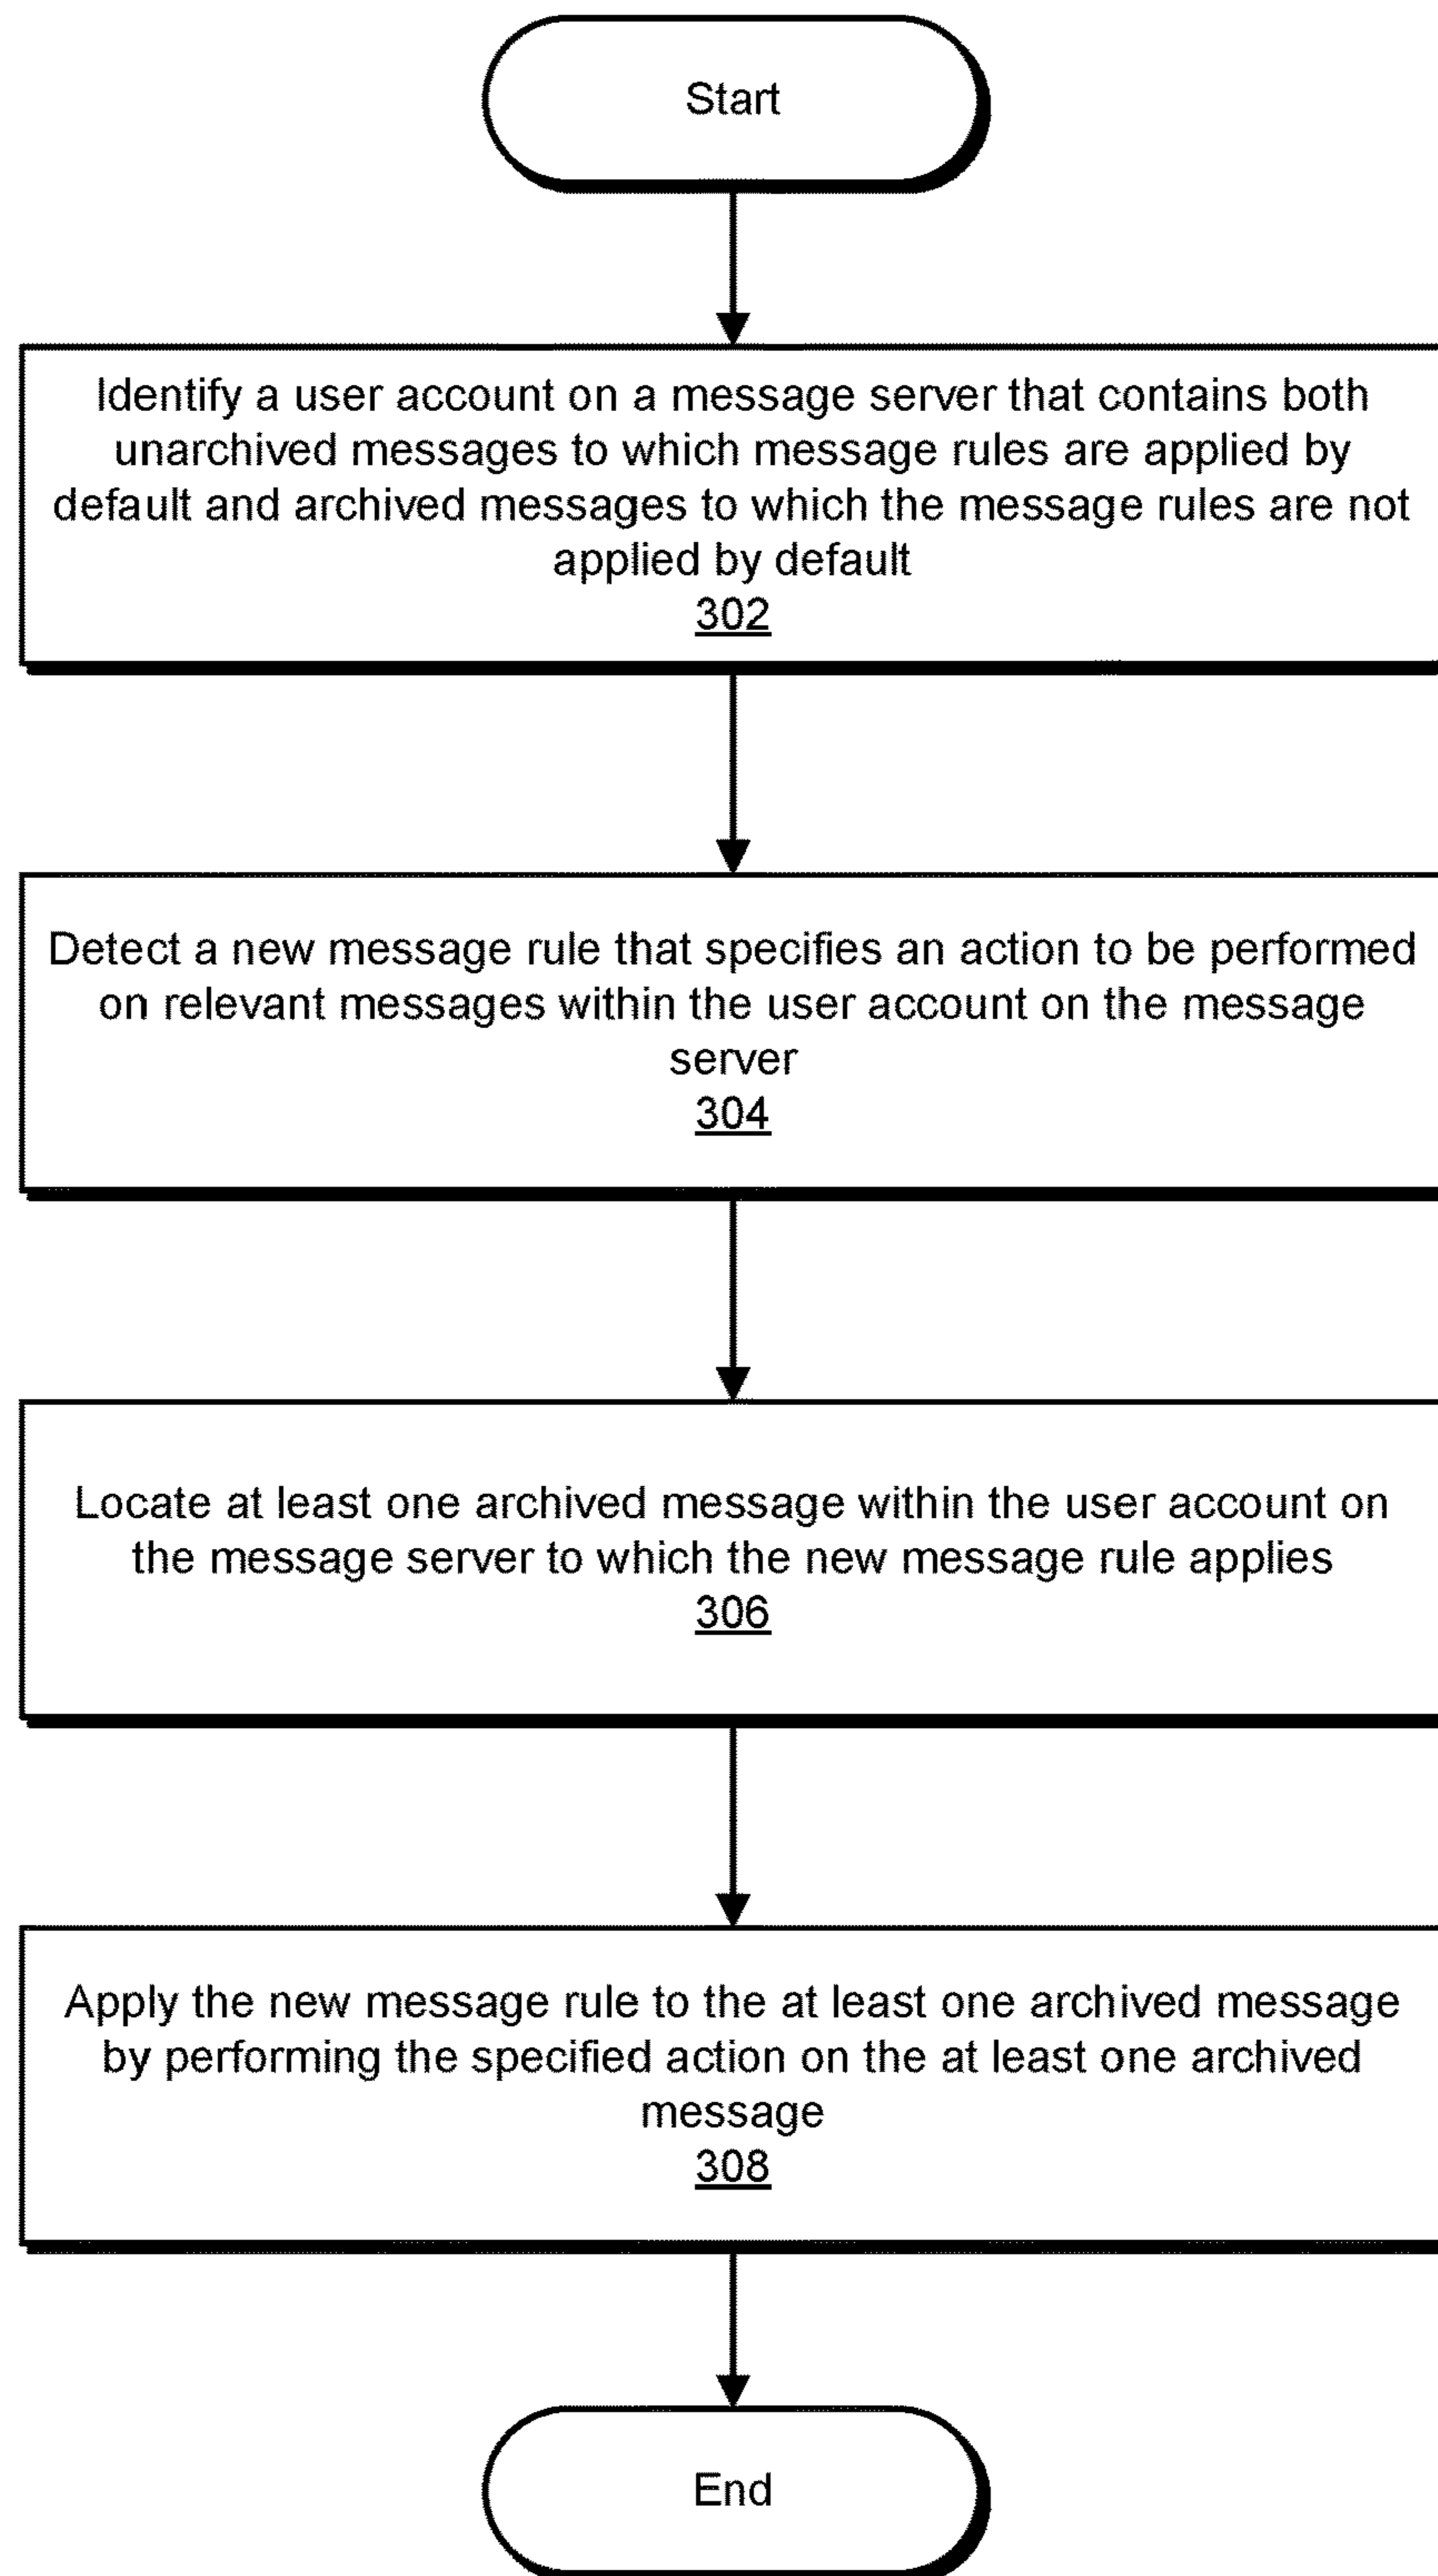 Start
Identify a user account on a message server that contains both
unarchived messages to which message rules are applied by
default and archived messages to which the message rules are not
applied by default
302
Detect a new message rule that specifies an action to be performed
on relevant messages within the user account on the message
server
304
Locate at least one archived message within the user account on
the message server to which the new message rule applies
306
Apply the new message rule to the at least one archived message
by performing the specified action on the at least one archived
message
308
End